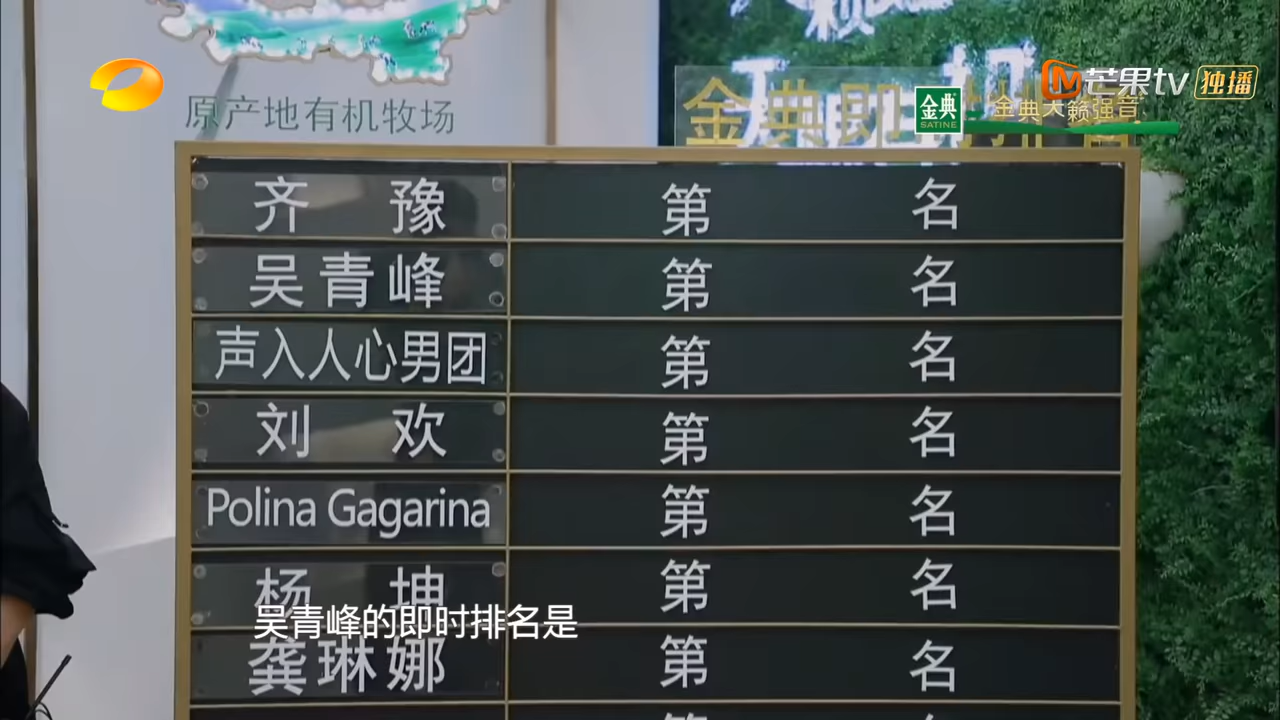 原产地有机牧场
芒果tv 独播
金典 SATINE 金典天籁强音
齐豫 第 名
吴青峰 第 名
声入人心男团 第 名
刘欢 第 名
Polina Gagarina 第 名
杨坤 第 名
吴青峰的即时排名是
龚琳娜 第 名